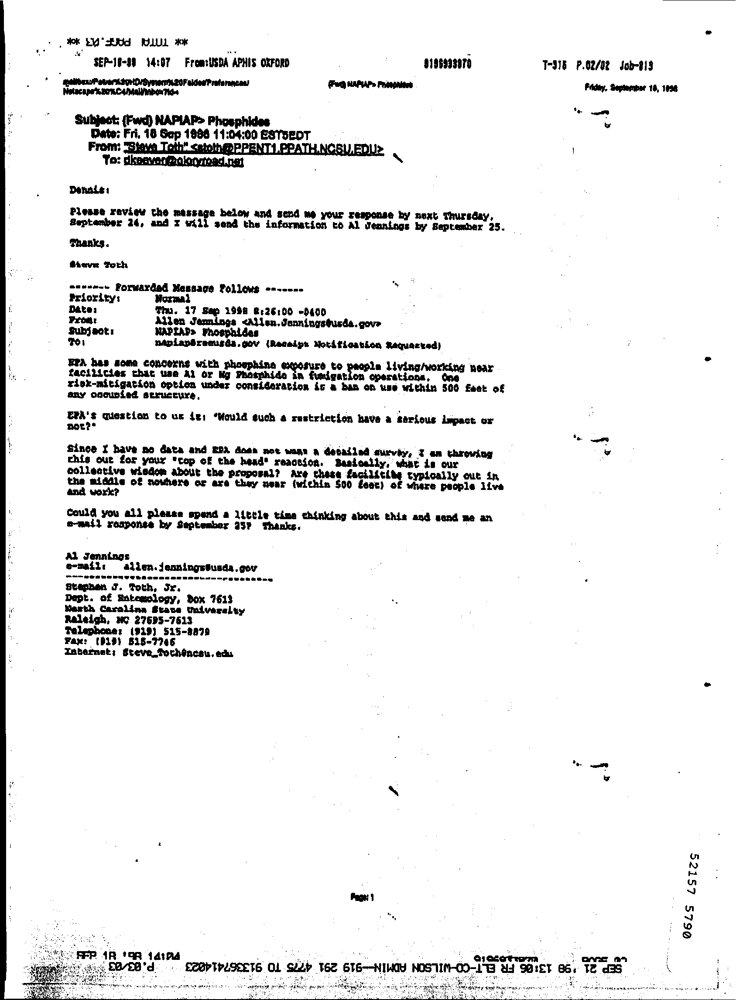 ** TOTAL PAGE.03 **
SEP-18-98 14:07 From:USDA APHIS OXFORD 9196933870 T-316 P.02/02 Job-813
(Fwd) NAPIAP> Phosphides
Friday, September 18, 1998
Subject: (Fwd) NAPIAP> Phosphides
Date: Fri, 18 Sep 1998 11:04:00 EST5EDT
From: "Steve Toth" <stoth@PPENT1.PPATH.NCSU.EDU>
To: dkeever@gloryroad.net
Dennis:
Please review the message below and send me your response by next Thursday,
September 24, and I will send the information to Al Jennings by September 25.
Thanks.
Steve Toth
------- Forwarded Message Follows -------
Priority: Normal
Date: Thu. 17 Sep 1998 8:26:00 -0400
From: Allen Jennings <Allen.Jennings@usda.gov>
Subject: NAPIAP> Phosphides
To: napiap@reeusda.gov (Receipt Notification Requested)
EPA has some concerns with phosphine exposure to people living/working near
facilities that use Al or Mg Phosphide in fumigation operations. One
risk-mitigation option under consideration is a ban on use within 500 feet of
any occupied structure.
EPA's question to us is: "Would such a restriction have a serious impact or
not?"
Since I have no data and EPA does not want a detailed survey, I am throwing
this out for your "top of the head" reaction. Basically, what is our
collective wisdom about the proposal? Are these facilities typically out in
the middle of nowhere or are they near (within 500 feet) of where people live
and work?
Could you all please spend a little time thinking about this and send me an
e-mail response by September 25? Thanks.
Al Jennings
e-mail: allen.jennings@usda.gov
---------------------------------------
Stephen J. Toth, Jr.
Dept. of Entomology, Box 7613
North Carolina State University
Raleigh, NC 27695-7613
Telephone: (919) 515-8879
Fax: (919) 515-7746
Internet: Steve_Toth@ncsu.edu
Page 1
52157 5790
SEP 18 '98 14:04
SEP 21 '98 13:06 FR ELT-CO-WILSON ADMIN-919 291 4775 TO 913367414023 P.03/03